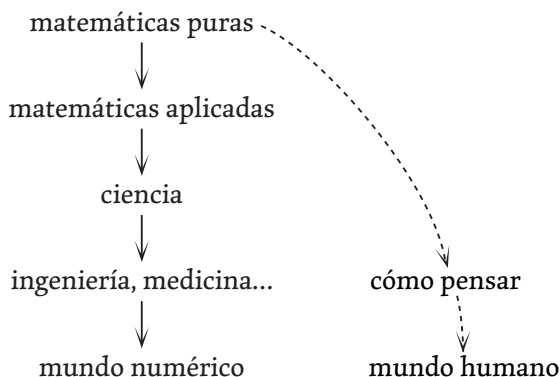 matemáticas puras
matemáticas aplicadas
ciencia
ingeniería, medicina... cómo pensar
mundo numérico mundo humano